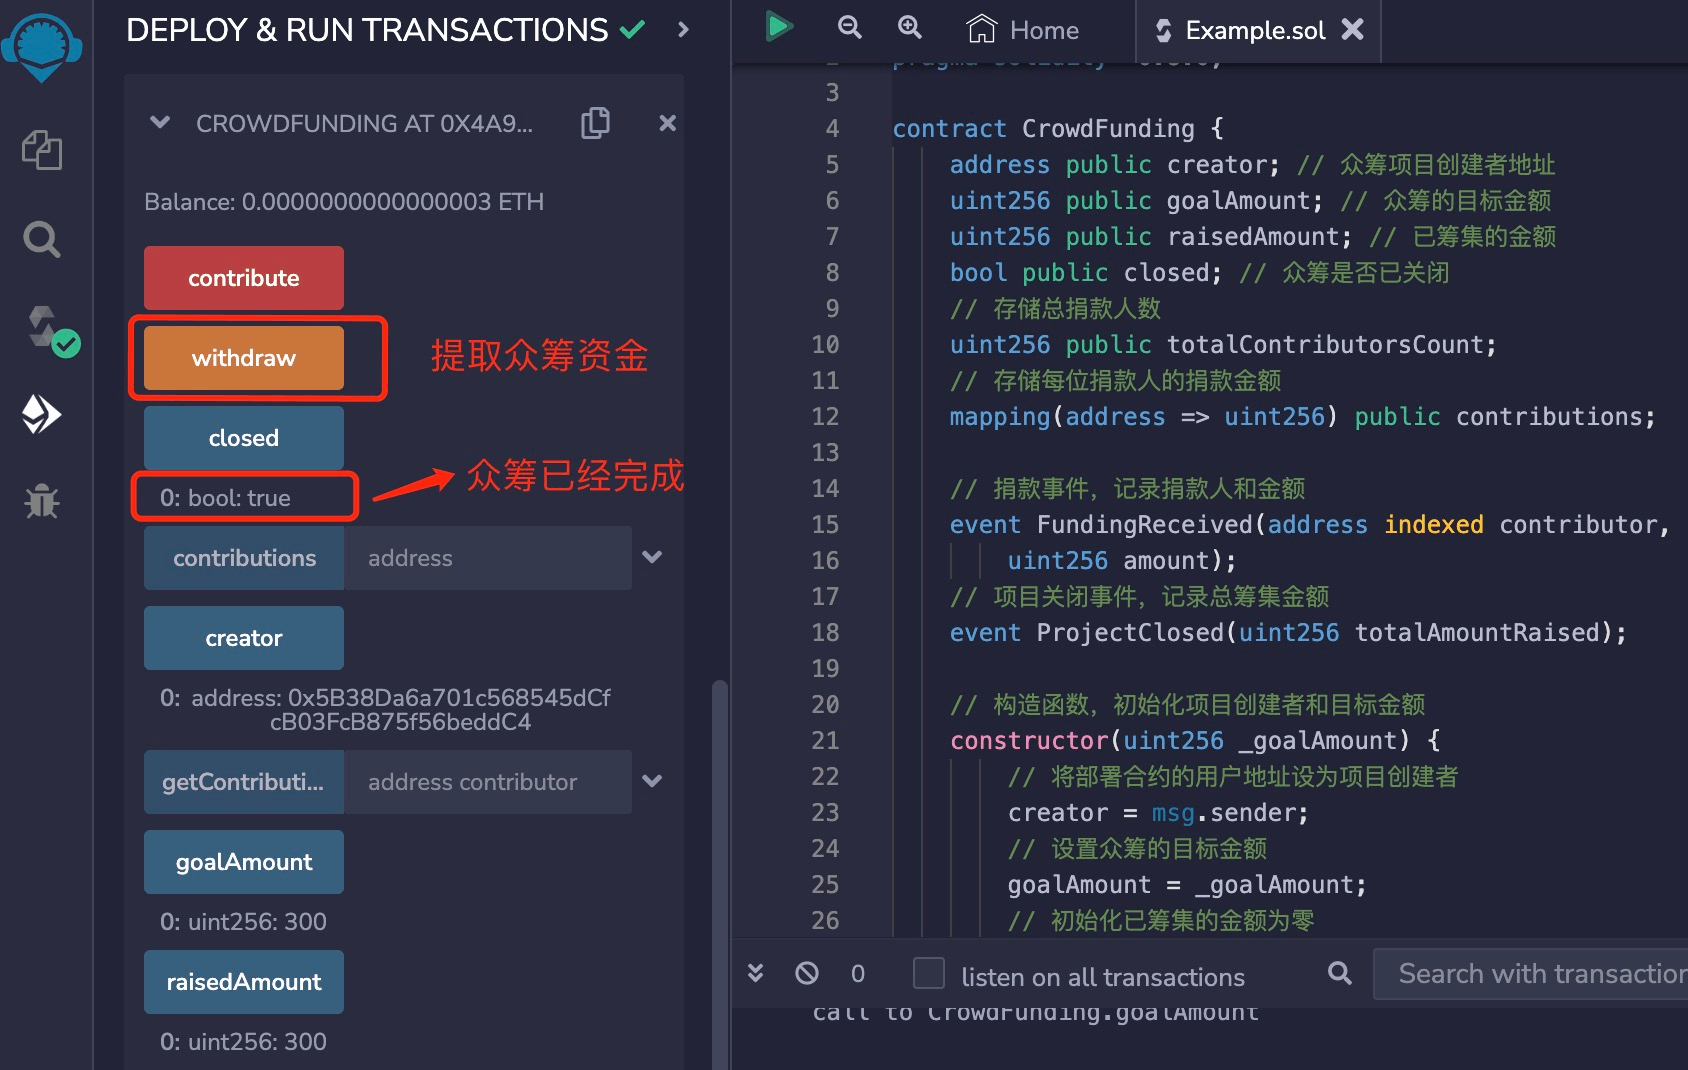 DEPLOY & RUN TRANSACTIONS
CROWDFUNDING AT 0X4A9...
Balance: 0.0000000000000003 ETH
contribute
withdraw
提取众筹资金
closed
0: bool: true
众筹已经完成
contributions address
creator
0: address: 0x5B38Da6a701c568545dCf
cB03FcB875f56beddC4
getContributi... address contributor
goalAmount
0: uint256: 300
raisedAmount
0: uint256: 300
Home
Example.sol
2 pragma solidity
3
4 contract CrowdFunding {
5 address public creator; // 众筹项目创建者地址
6 uint256 public goalAmount; // 众筹的目标金额
7 uint256 public raisedAmount; // 已筹集的金额
8 bool public closed; // 众筹是否已关闭
9 // 存储总捐款人数
10 uint256 public totalContributorsCount;
11 // 存储每位捐款人的捐款金额
12 mapping(address => uint256) public contributions;
13
14 // 捐款事件，记录捐款人和金额
15 event FundingReceived(address indexed contributor,
16 uint256 amount);
17 // 项目关闭事件，记录总筹集金额
18 event ProjectClosed(uint256 totalAmountRaised);
19
20 // 构造函数，初始化项目创建者和目标金额
21 constructor(uint256 _goalAmount) {
22 // 将部署合约的用户地址设为项目创建者
23 creator = msg.sender;
24 // 设置众筹的目标金额
25 goalAmount = _goalAmount;
26 // 初始化已筹集的金额为零
0 listen on all transactions Search with transaction
call to CrowdFunding.goalAmount